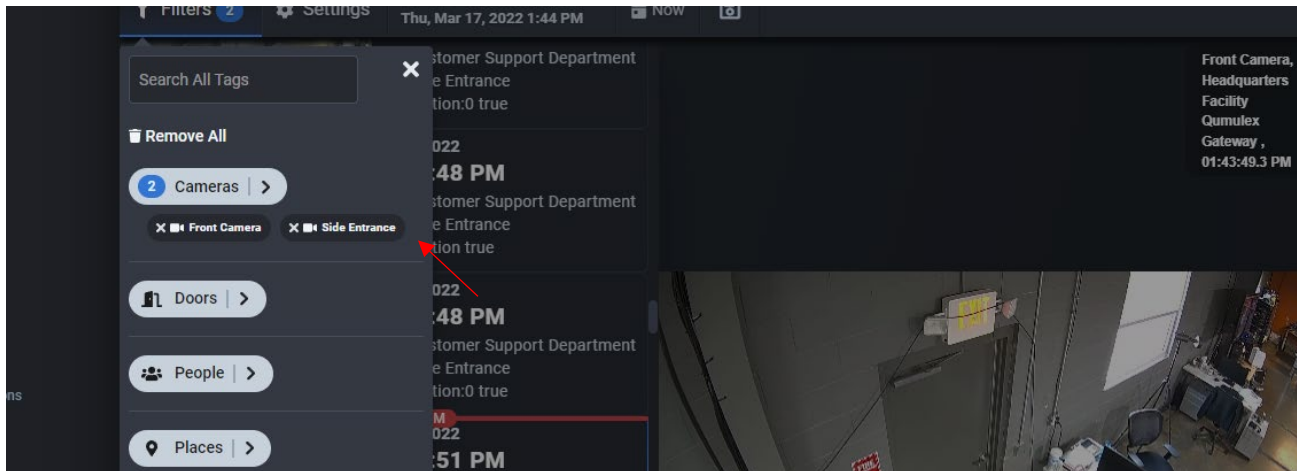 Filters 2 Settings Thu, Mar 17, 2022 1:44 PM Now
Search All Tags
Remove All
2 Cameras
Front Camera Side Entrance
Doors
People
Places
ons
stomer Support Department
e Entrance
tion:0 true
022
:48 PM
stomer Support Department
e Entrance
tion true
022
:48 PM
stomer Support Department
e Entrance
tion:0 true
M
022
:51 PM
Front Camera,
Headquarters
Facility
Qumulex
Gateway ,
01:43:49.3 PM
EXIT
FIRE